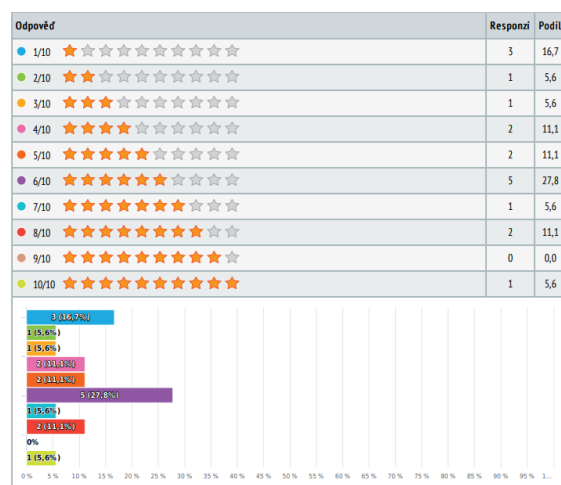 Odpověď Responzí Podíl
1/10 3 16,7
2/10 1 5,6
3/10 1 5,6
4/10 2 11,1
5/10 2 11,1
6/10 5 27,8
7/10 1 5,6
8/10 2 11,1
9/10 0 0,0
10/10 1 5,6
3 (16,7%)
1 (5,6%)
1 (5,6%)
2 (11,1%)
2 (11,1%)
5 (27,8%)
1 (5,6%)
2 (11,1%)
0%
1 (5,6%)
0 % 5 % 10 % 15 % 20 % 25 % 30 % 35 % 40 % 45 % 50 % 55 % 60 % 65 % 70 % 75 % 80 % 85 % 90 % 95 % 1...